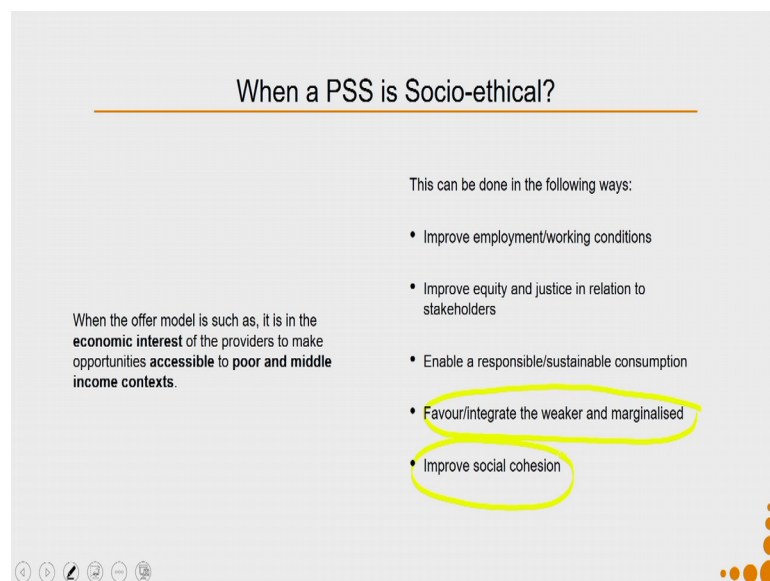 When a PSS is Socio-ethical?
When the offer model is such as, it is in the
economic interest of the providers to make
opportunities accessible to poor and middle
income contexts.
This can be done in the following ways:
• Improve employment/working conditions
• Improve equity and justice in relation to
stakeholders
• Enable a responsible/sustainable consumption
• Favour/integrate the weaker and marginalised
• Improve social cohesion